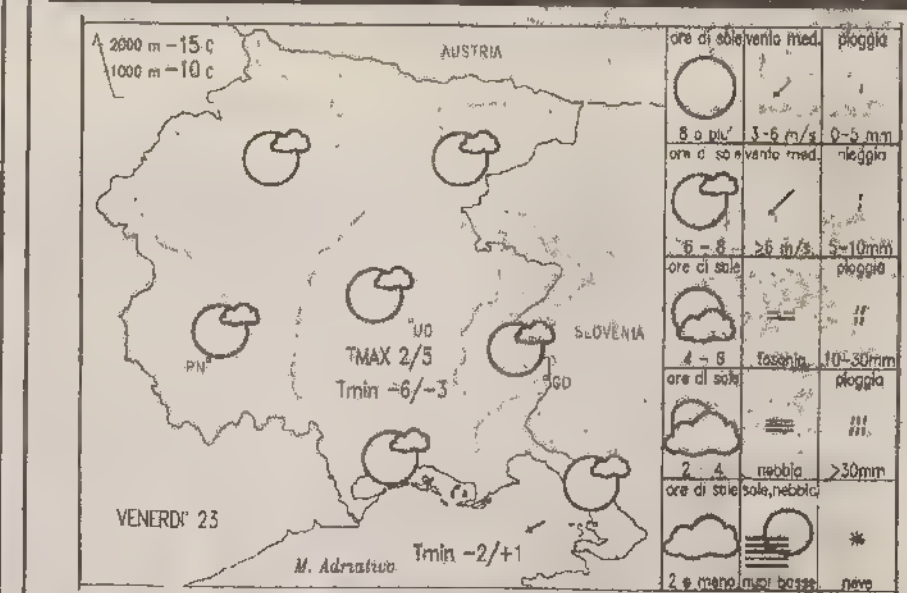 2000 m -15 C
1000 m -10 C
AUSTRIA
PN
UD
TMAX 2/5
Tmin -6/-3
SLOVENIA
GO
VENERDI' 23
Tmin -2/+1
M. Adriatico
ore di sole vento med. pioggia
8 o piu' 3-6 m/s 0-5 mm
ore di sole vento med. pioggia
6 - 8 >6 m/s 5-10mm
ore di sole pioggia
4 - 6 foschia 10-30mm
ore di sole pioggia
2 - 4 nebbia >30mm
ore di sole sole, nebbia
2 o meno nubi basse neve